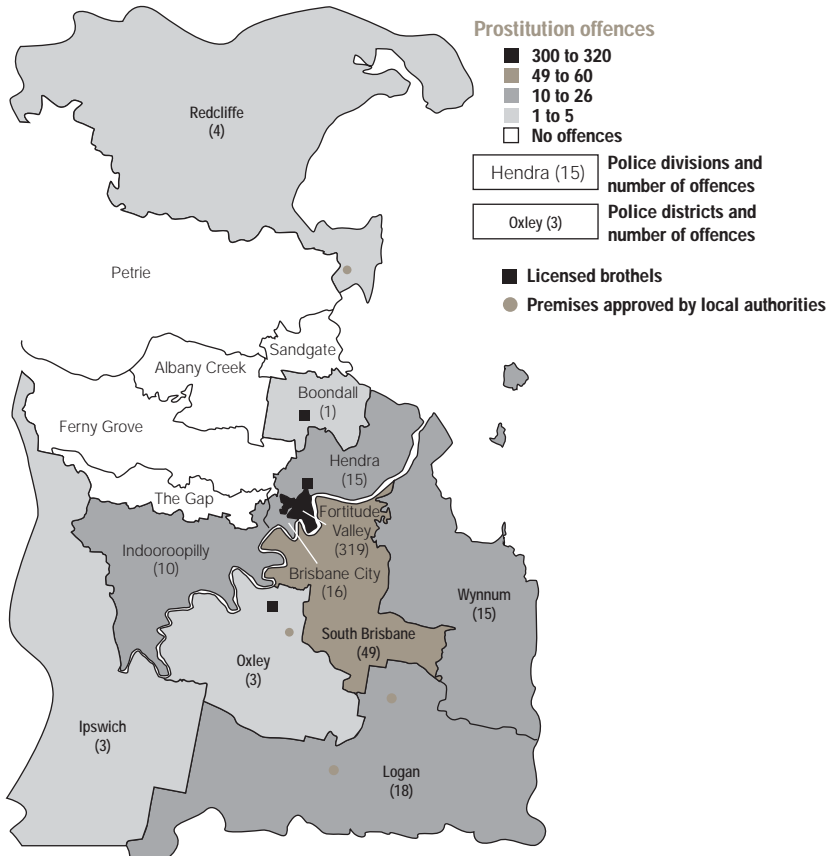 Prostitution offences
300 to 320
49 to 60
10 to 26
1 to 5
No offences
Hendra (15)
Police divisions and
number of offences
Oxley (3)
Police districts and
number of offences
Licensed brothels
Premises approved by local authorities
Redcliffe
(4)
Petrie
Sandgate
Albany Creek
Boondall
(1)
Ferny Grove
Hendra
(15)
The Gap
Fortitude
Valley
(319)
Indooroopilly
(10)
Brisbane City
(16)
Wynnum
(15)
South Brisbane
(49)
Oxley
(3)
Ipswich
(3)
Logan
(18)